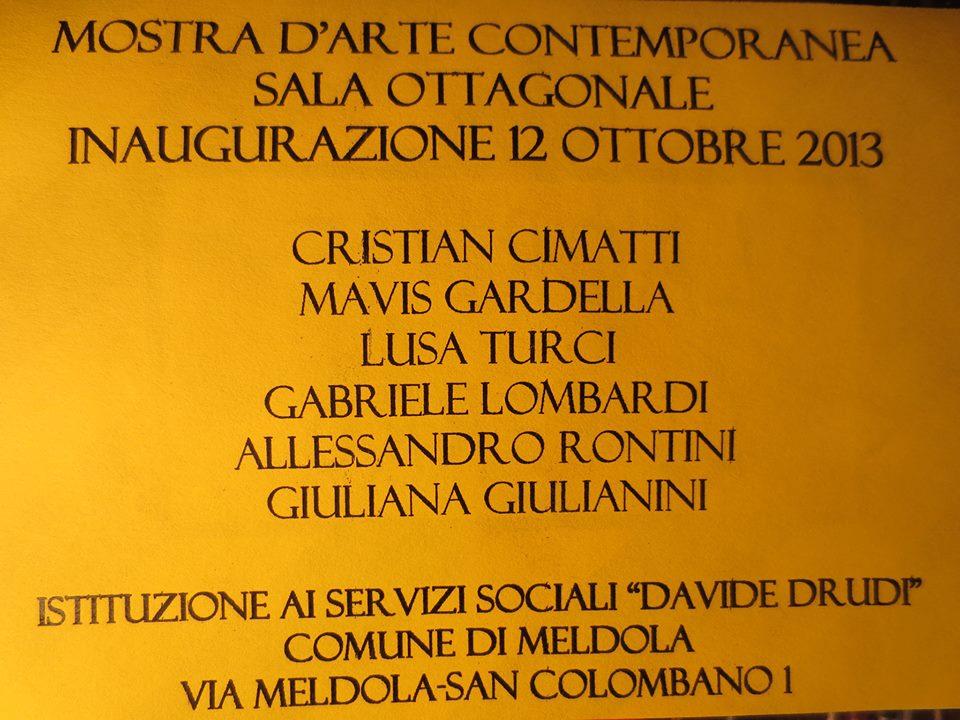 MOSTRA D'ARTE CONTEMPORANEA
SALA OTTAGONALE
INAUGURAZIONE 12 OTTOBRE 2013
CRISTIAN CIMATTI
MAVIS GARDELLA
LUSA TURCI
GABRIELE LOMBARDI
ALLESSANDRO RONTINI
GIULIANA GIULIANINI
ISTITUZIONE AI SERVIZI SOCIALI "DAVIDE DRUDI"
COMUNE DI MELDOLA
VIA MELDOLA-SAN COLOMBANO 1